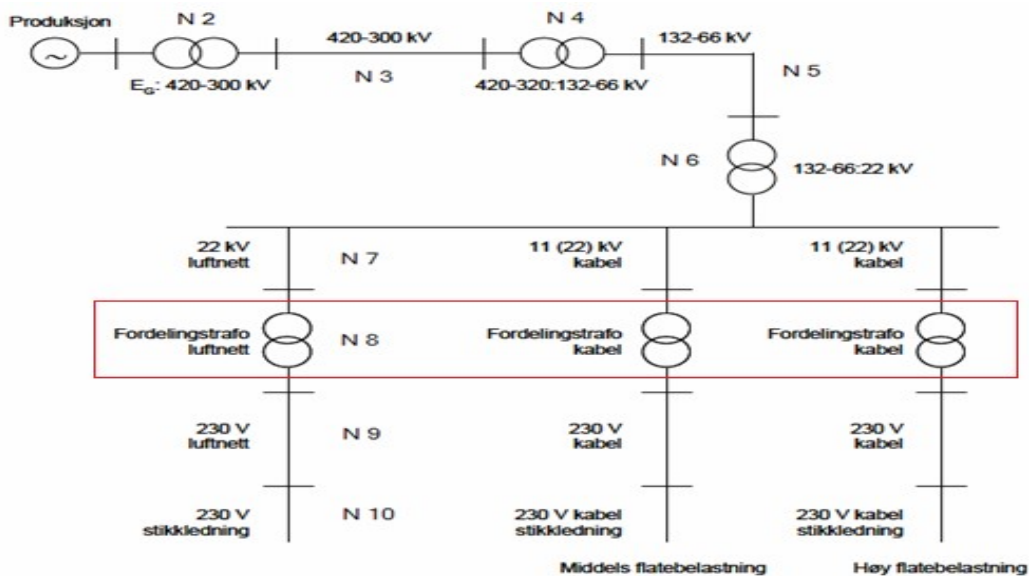 Produksjon
N 2
E_G: 420-300 kV
420-300 kV
N 3
N 4
420-320:132-66 kV
132-66 kV
N 5
N 6
132-66:22 kV
22 kV
luftnett
N 7
11 (22) kV
kabel
11 (22) kV
kabel
Fordelingstrafo
luftnett
N 8
Fordelingstrafo
kabel
Fordelingstrafo
kabel
230 V
luftnett
N 9
230 V
kabel
230 V
kabel
230 V
stikkledning
N 10
230 V kabel
stikkledning
230 V kabel
stikkledning
Middels flatebelastning
Høy flatebelastning